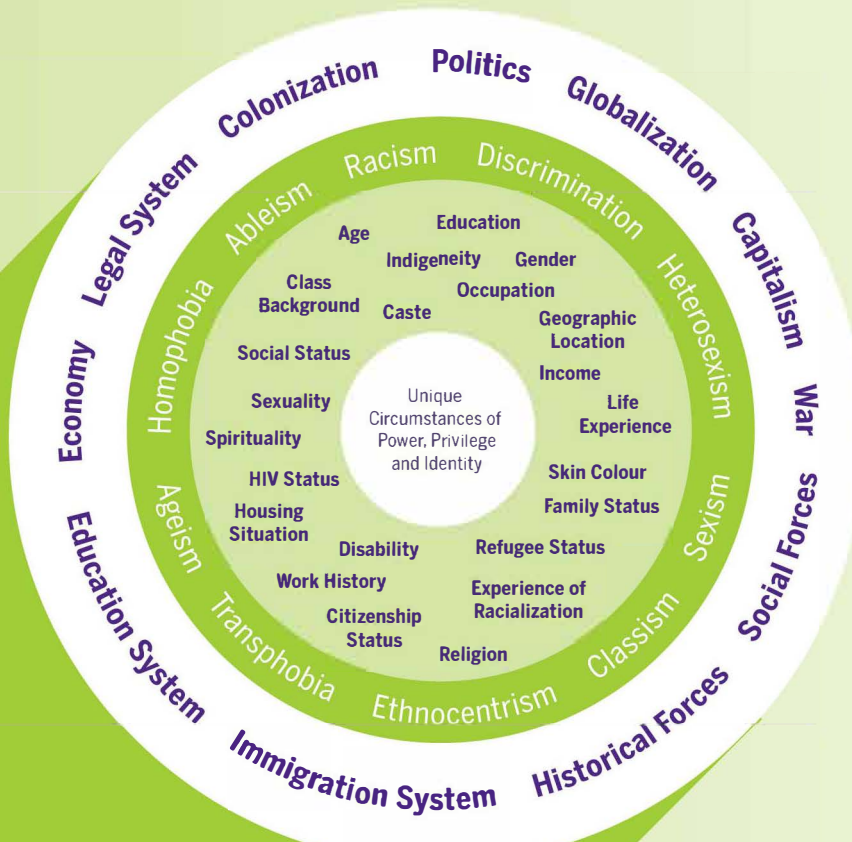 Politics
Globalization
Capitalism
War
Social Forces
Historical Forces
Immigration System
Education System
Economy
Legal System
Colonization
Racism
Discrimination
Heterosexism
Sexism
Classism
Ethnocentrism
Transphobia
Ageism
Homophobia
Ableism
Age
Education
Indigeneity
Gender
Class
Background
Occupation
Caste
Geographic
Location
Social Status
Income
Sexuality
Life
Experience
Spirituality
HIV Status
Skin Colour
Housing
Situation
Family Status
Disability
Refugee Status
Work History
Experience of
Racialization
Citizenship
Status
Religion
Unique
Circumstances of
Power, Privilege
and Identity